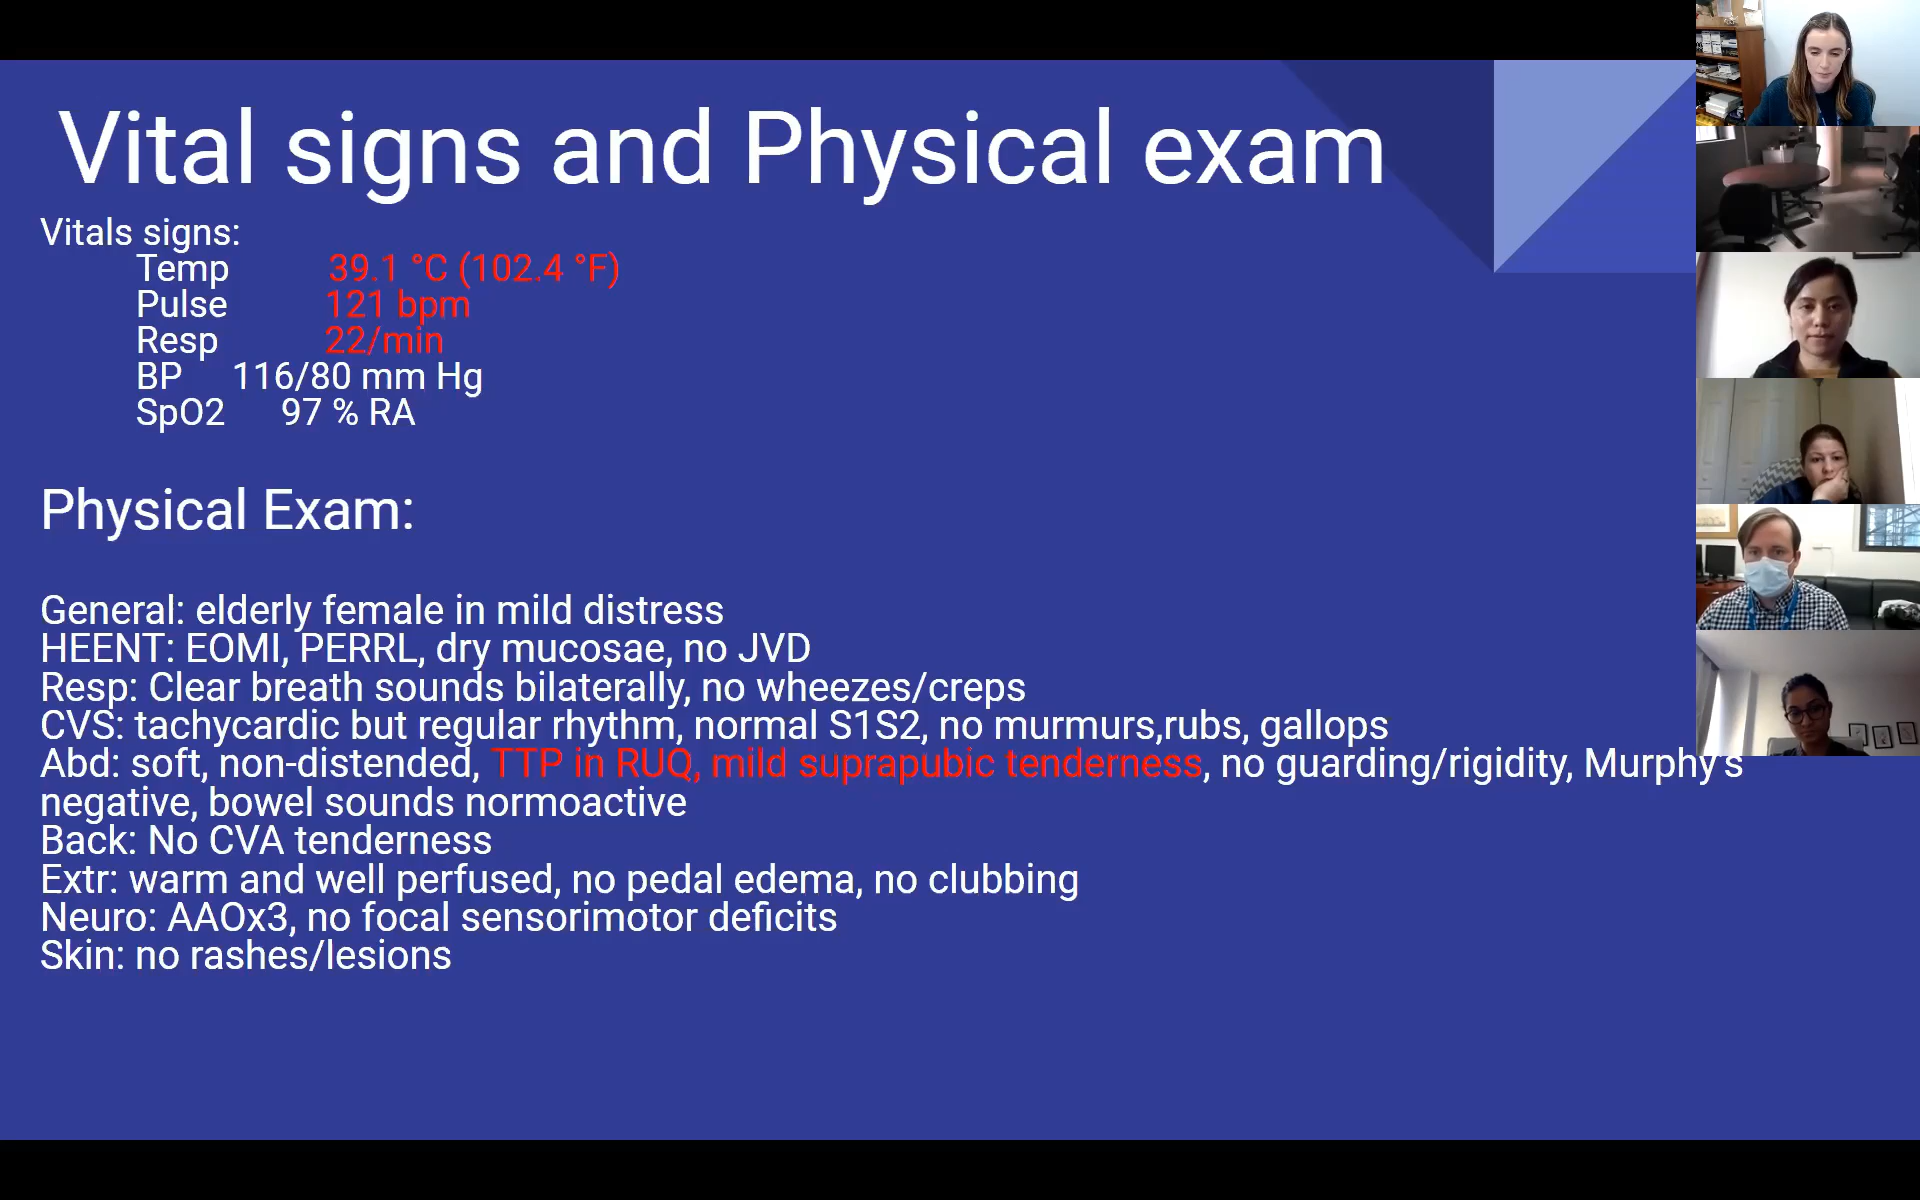 Vital signs and Physical exam
Vitals signs:
Temp 39.1 °C (102.4 °F)
Pulse 121 bpm
Resp 22/min
BP 116/80 mm Hg
SpO2 97 % RA
Physical Exam:
General: elderly female in mild distress
HEENT: EOMI, PERRL, dry mucosae, no JVD
Resp: Clear breath sounds bilaterally, no wheezes/creps
CVS: tachycardic but regular rhythm, normal S1S2, no murmurs,rubs, gallops
Abd: soft, non-distended, TTP in RUQ, mild suprapubic tenderness, no guarding/rigidity, Murphy's
negative, bowel sounds normoactive
Back: No CVA tenderness
Extr: warm and well perfused, no pedal edema, no clubbing
Neuro: AAOx3, no focal sensorimotor deficits
Skin: no rashes/lesions